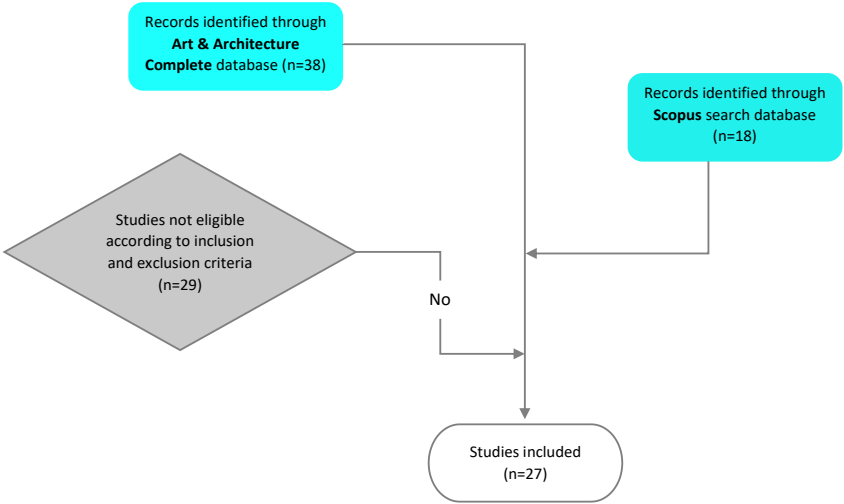 Records identified through
Art & Architecture
Complete database (n=38)
Records identified through
Scopus search database
(n=18)
Studies not eligible
according to inclusion
and exclusion criteria
(n=29)
No
Studies included
(n=27)